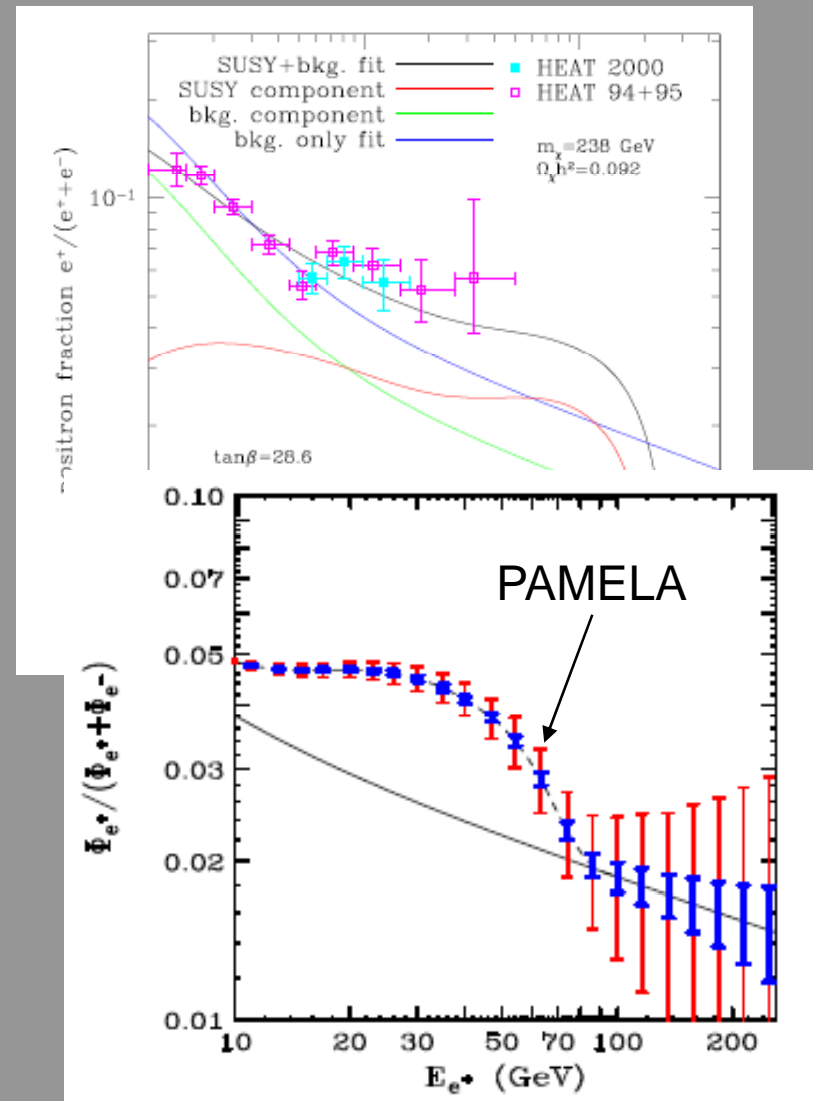 SUSY+bkg. fit
SUSY component
bkg. component
bkg. only fit
HEAT 2000
HEAT 94+95
mχ=238 GeV
Ωχh²=0.092
10⁻¹
positron fraction e⁺/(e⁺+e⁻)
tanβ=28.6
PAMELA
0.10
0.07
0.05
0.03
0.02
0.01
Φe⁺/(Φe⁺+Φe⁻)
10 20 30 50 70 100 200
Ee⁺ (GeV)